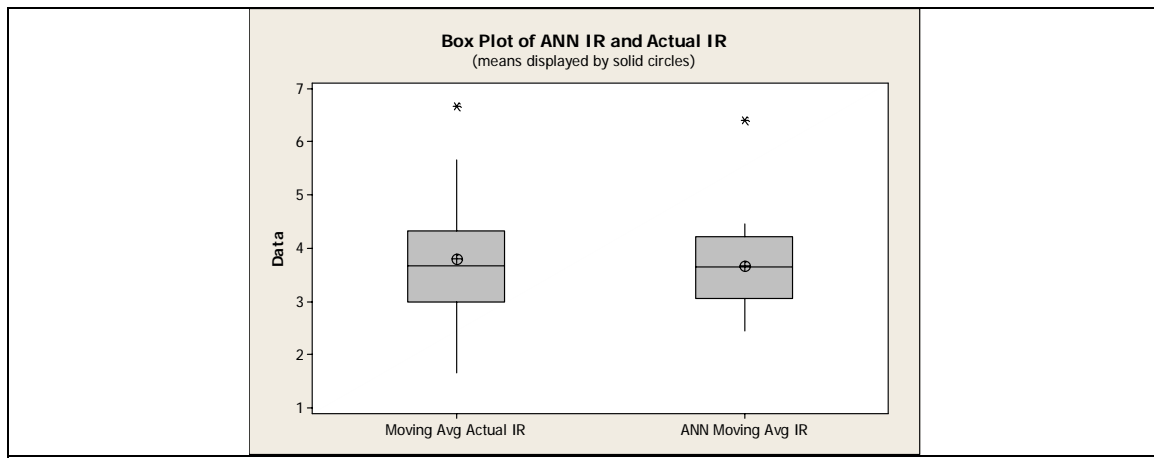 Box Plot of ANN IR and Actual IR
(means displayed by solid circles)
7
6
5
4
3
2
1
Data
Moving Avg Actual IR
ANN Moving Avg IR